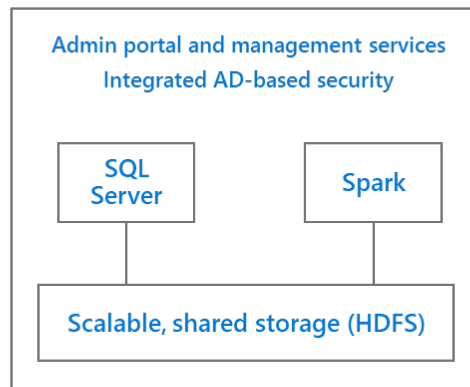 Admin portal and management services
Integrated AD-based security
SQL
Server
Spark
Scalable, shared storage (HDFS)